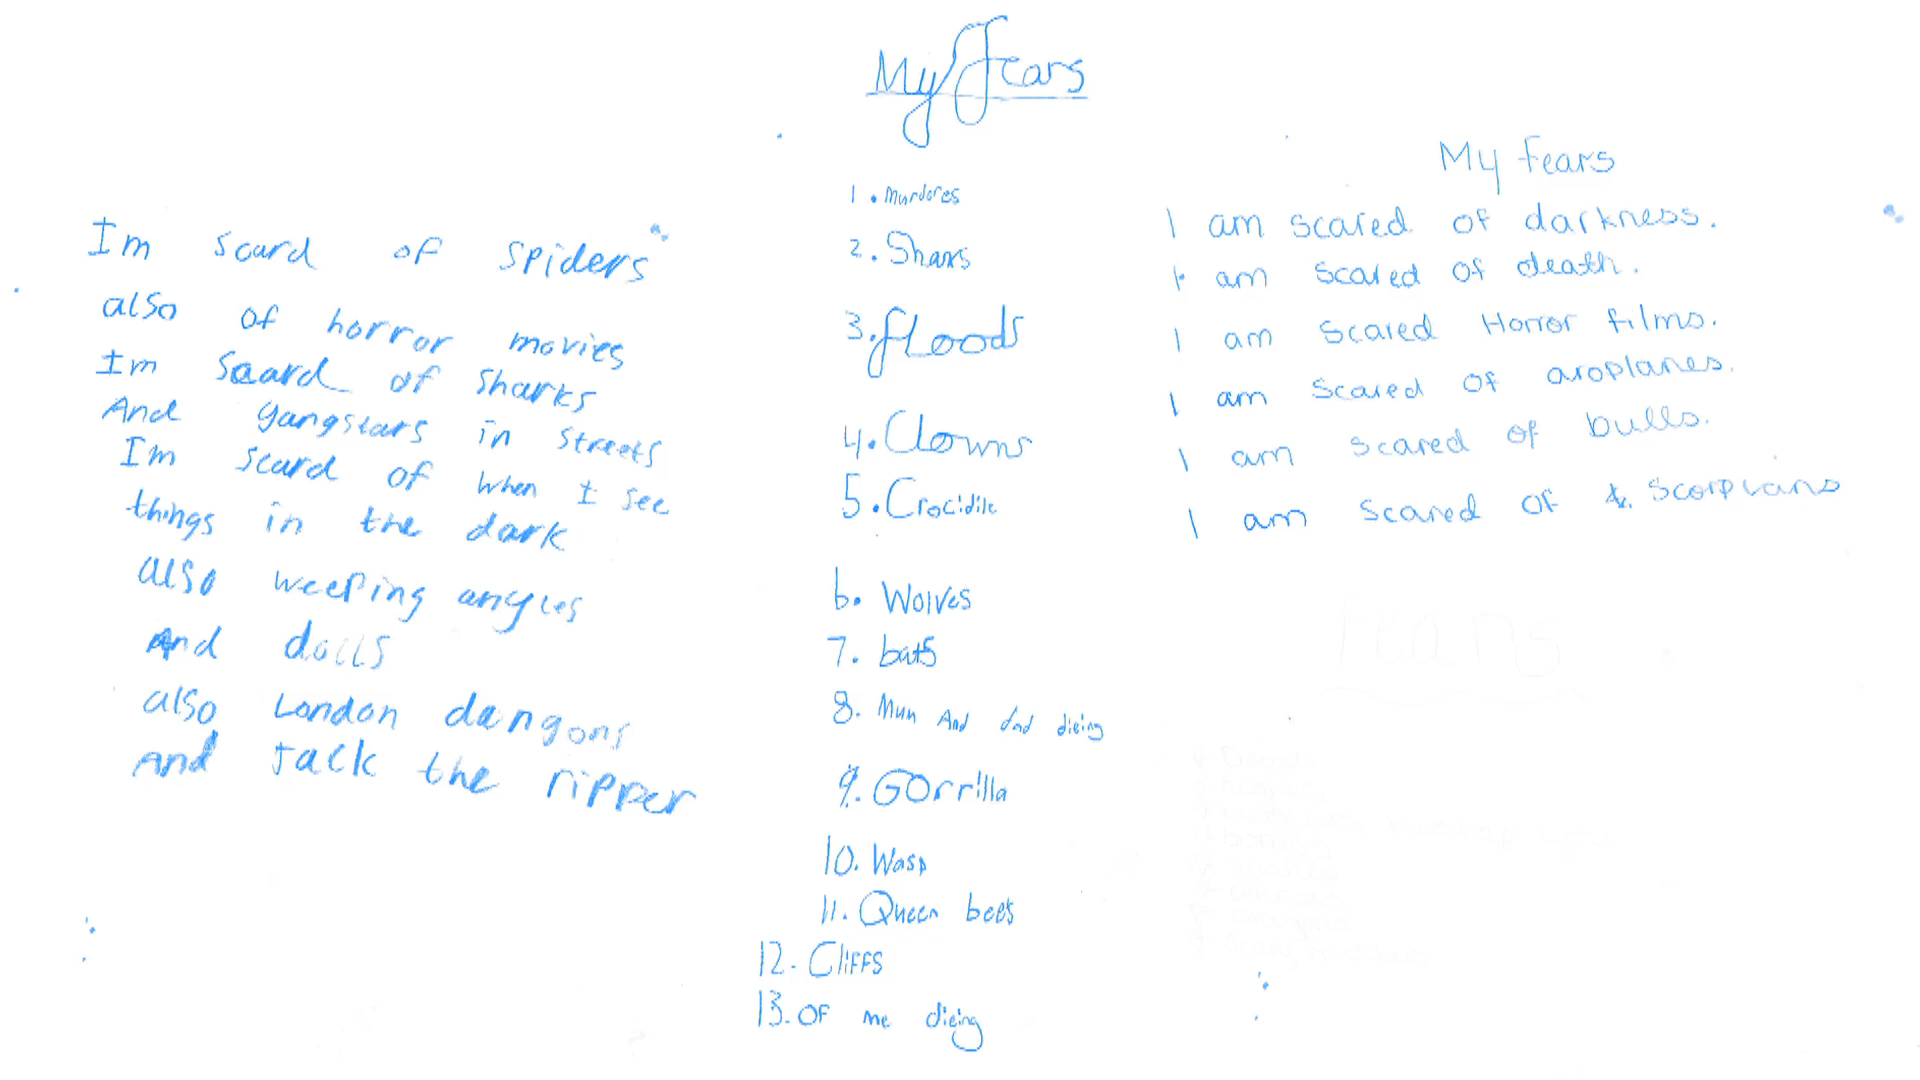 My Fears
Im scard of spiders
also of horror movies
Im scard of sharks
And gangstars in streets
Im scard of when I see
things in the dark
also weeping angles
And dolls
also London dangons
And Jack the ripper
1. Murdores
2. Sharks
3. fLoods
4. Clowns
5. Crocidile
6. Wolves
7. bats
8. Mum And dad dieing
9. GOrrilla
10. Wasp
11. Queen bees
12. CliFFS
13. OF me dieing
My fears
I am scared of darkness.
I am scared of death.
I am scared Horror films.
I am scared of aroplanes.
I am scared of bulls.
I am scared of scorpians